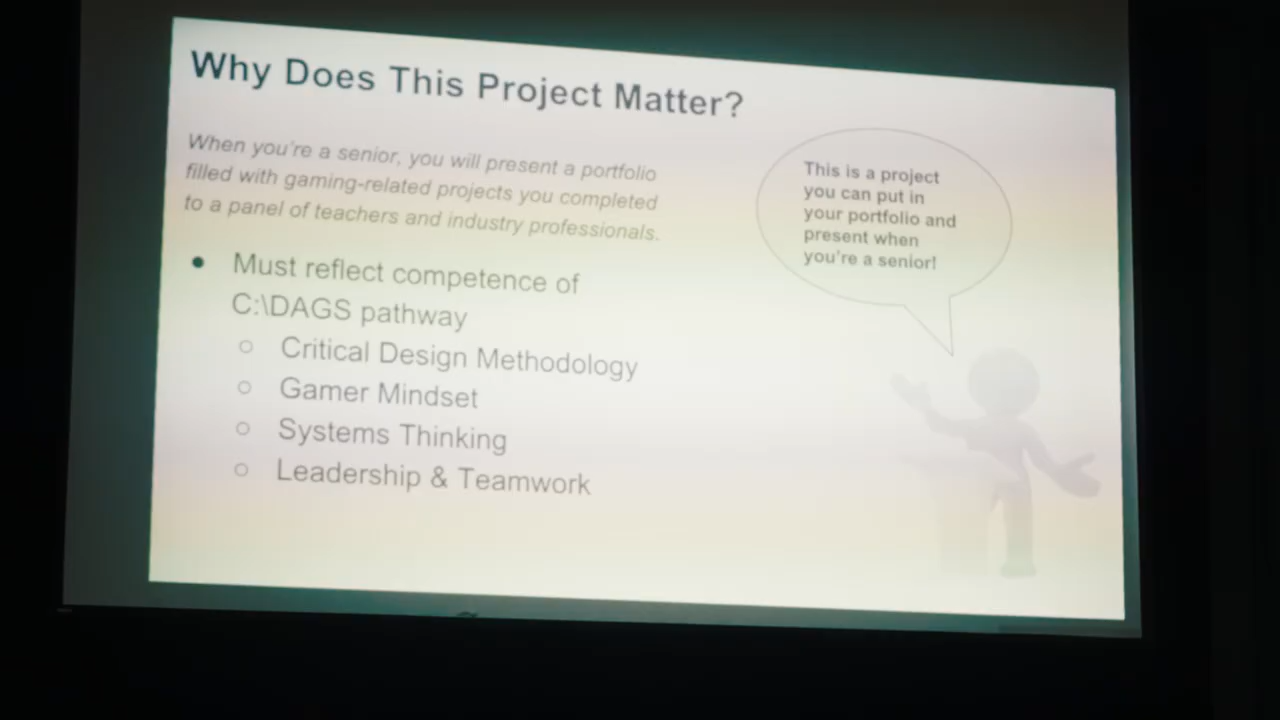 Why Does This Project Matter?
When you're a senior, you will present a portfolio
filled with gaming-related projects you completed
to a panel of teachers and industry professionals.
● Must reflect competence of
C:\DAGS pathway
○ Critical Design Methodology
○ Gamer Mindset
○ Systems Thinking
○ Leadership & Teamwork
This is a project
you can put in
your portfolio and
present when
you're a senior!